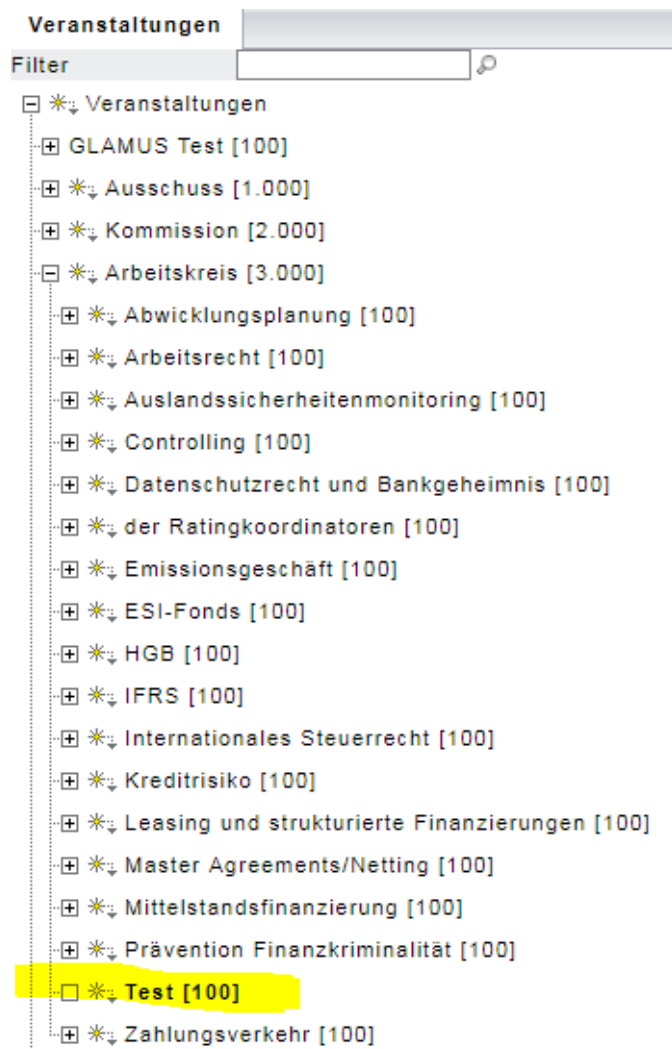 Veranstaltungen
Filter
Veranstaltungen
GLAMUS Test [100]
Ausschuss [1.000]
Kommission [2.000]
Arbeitskreis [3.000]
Abwicklungsplanung [100]
Arbeitsrecht [100]
Auslandssicherheitenmonitoring [100]
Controlling [100]
Datenschutzrecht und Bankgeheimnis [100]
der Ratingkoordinatoren [100]
Emissionsgeschäft [100]
ESI-Fonds [100]
HGB [100]
IFRS [100]
Internationales Steuerrecht [100]
Kreditrisiko [100]
Leasing und strukturierte Finanzierungen [100]
Master Agreements/Netting [100]
Mittelstandsfinanzierung [100]
Prävention Finanzkriminalität [100]
Test [100]
Zahlungsverkehr [100]